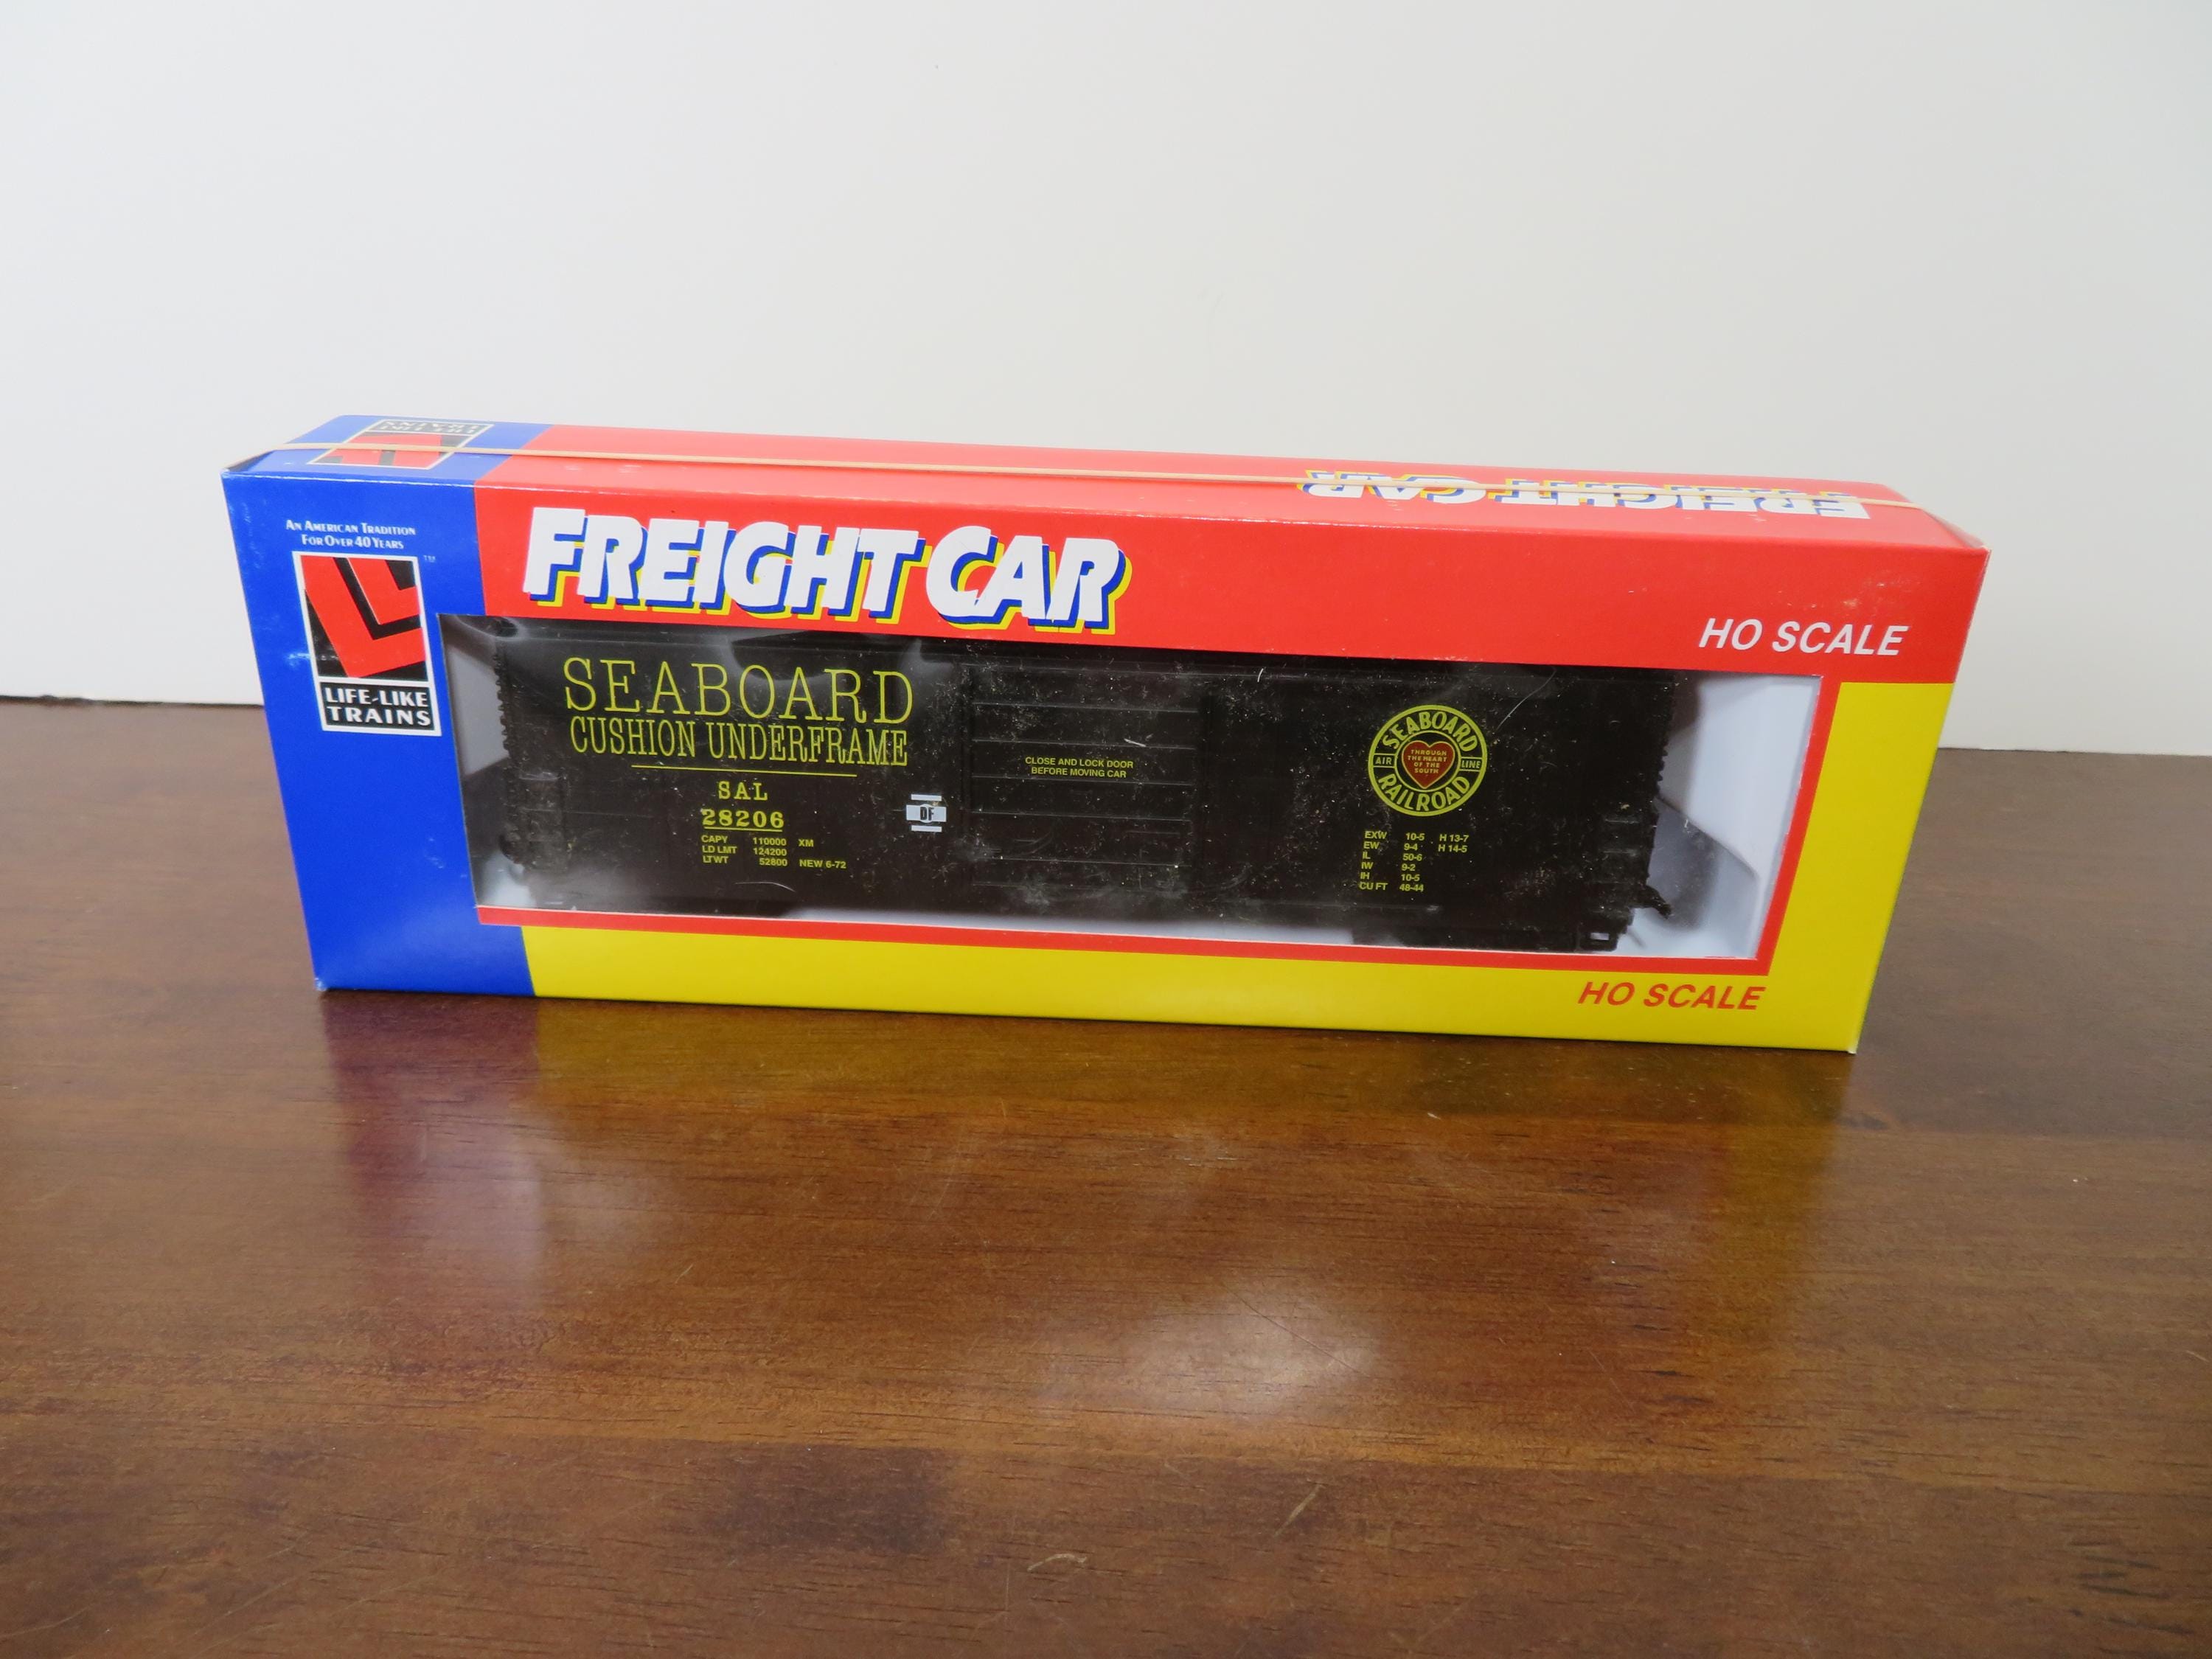 LIFE-LIKE
TRAINS
FREIGHT CAR
AN AMERICAN TRADITION
FOR OVER 40 YEARS
TM
LIFE-LIKE
TRAINS
FREIGHT CAR
HO SCALE
SEABOARD
CUSHION UNDERFRAME
SAL
28206
CAPY 110000 XM
LD LMT 124200
LT WT 52800 NEW 6-72
DF
CLOSE AND LOCK DOOR
BEFORE MOVING CAR
SEABOARD
AIR LINE
RAILROAD
THROUGH
THE HEART
OF THE
SOUTH
EXW 10-5 H 13-7
EW 9-4 H 14-5
IL 50-6
IW 9-2
IH 10-5
CU FT 48-44
HO SCALE